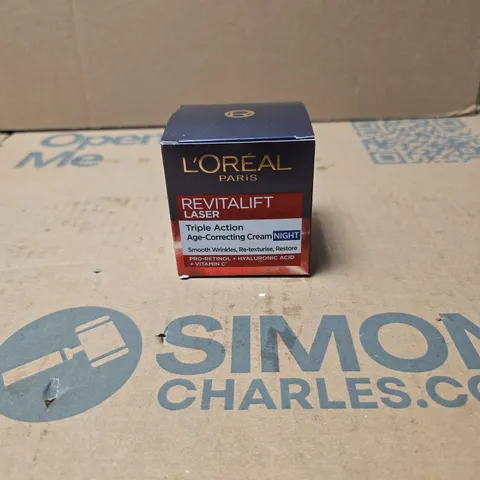 Open
Me
L'ORÉAL
PARIS
REVITALIFT
LASER
Triple Action
Age-Correcting Cream NIGHT
Smooth Wrinkles, Re-texturise, Restore
PRO-RETINOL + HYALURONIC ACID
+ VITAMIN C*
SIMON
CHARLES.CO